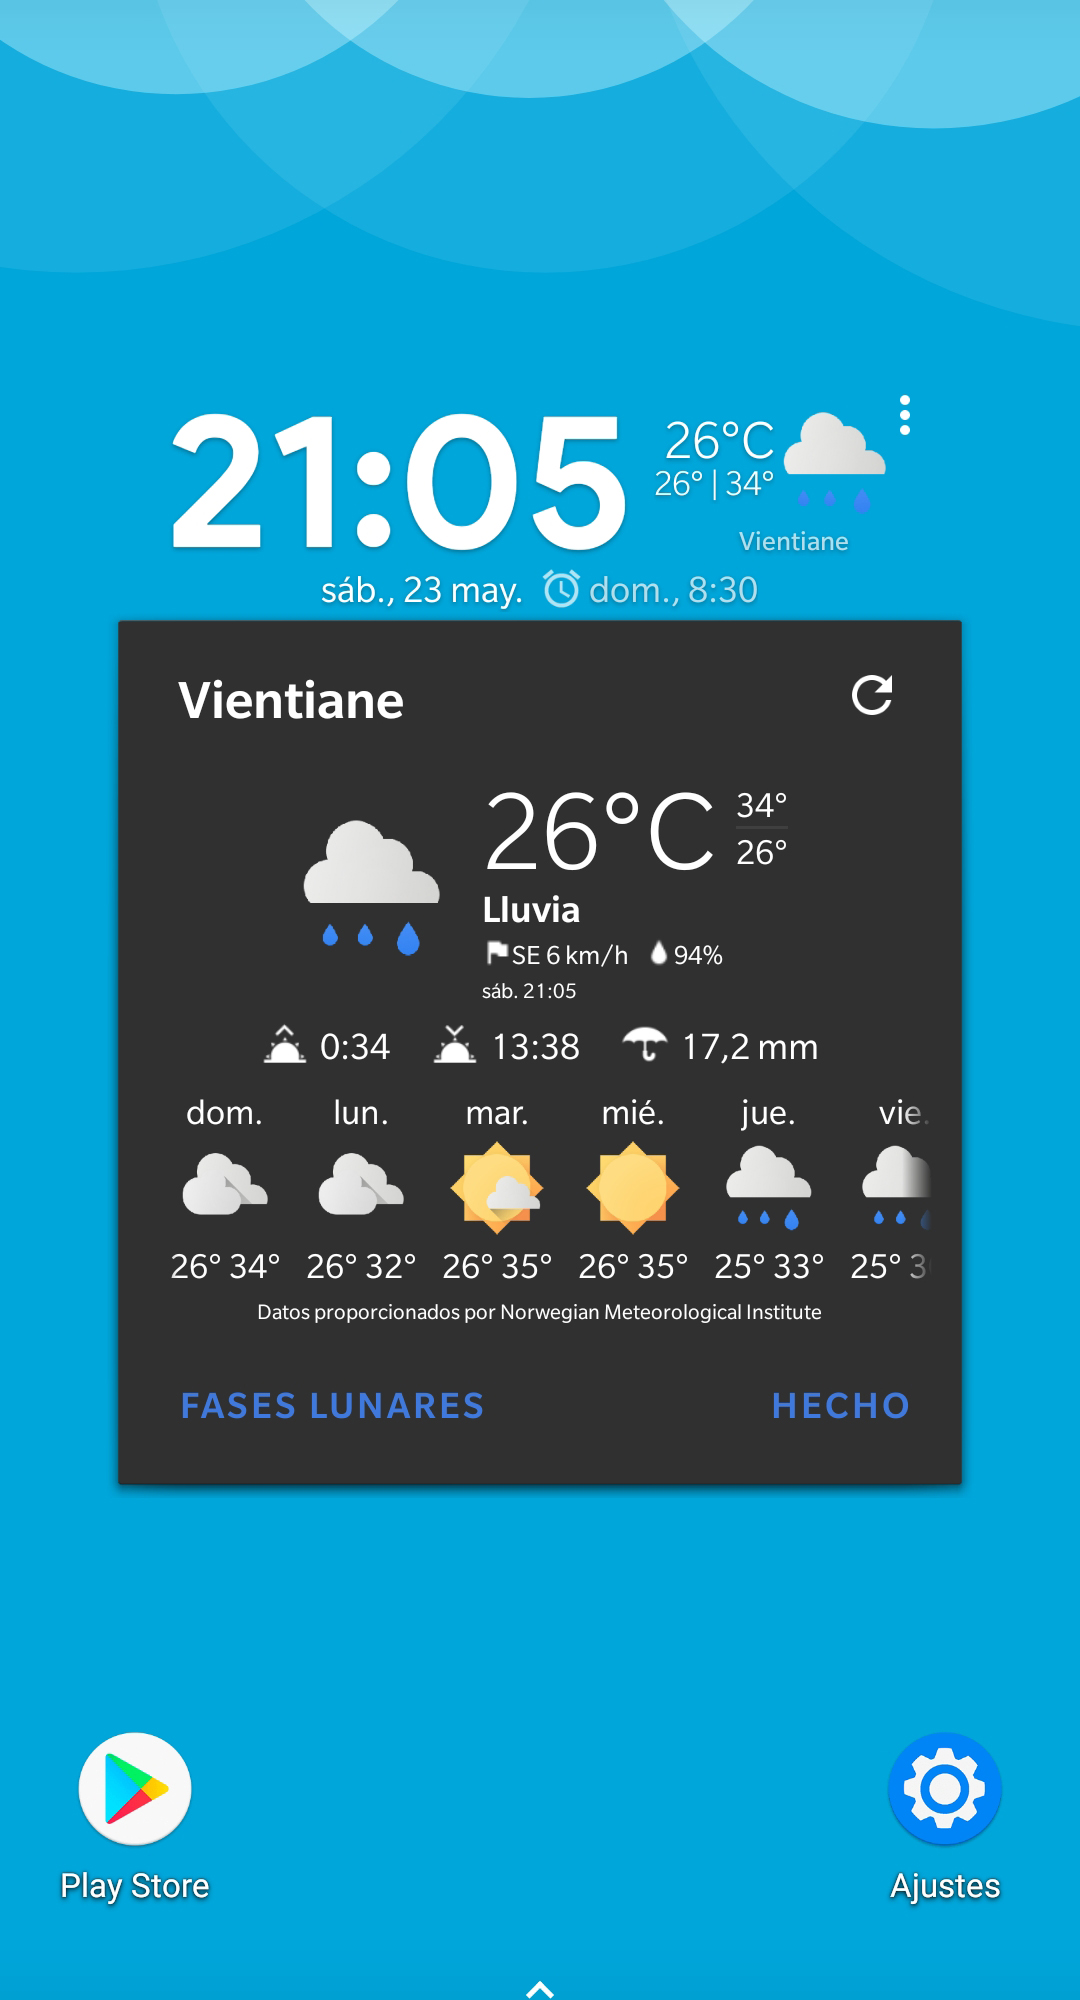 21:05
26°C
26° | 34°
Vientiane
sáb., 23 may. dom., 8:30
Vientiane
26°C
34°
26°
Lluvia
SE 6 km/h 94%
sáb. 21:05
0:34 13:38 17,2 mm
dom. lun. mar. mié. jue. vie.
26° 34° 26° 32° 26° 35° 26° 35° 25° 33° 25°
Datos proporcionados por Norwegian Meteorological Institute
FASES LUNARES HECHO
Play Store Ajustes